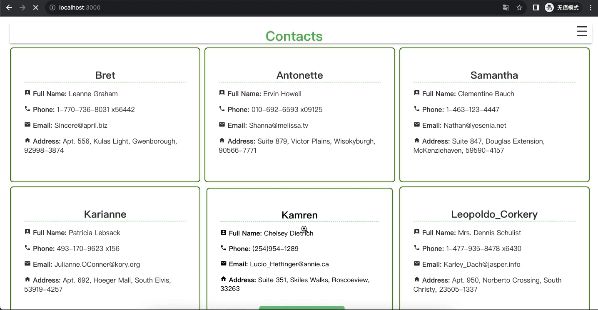 localhost:3000
无痕模式
Contacts
Bret
Full Name: Leanne Graham
Phone: 1-770-736-8031 x56442
Email: Sincere@april.biz
Address: Apt. 556, Kulas Light, Gwenborough,
92998-3874
Antonette
Full Name: Ervin Howell
Phone: 010-692-6593 x09125
Email: Shanna@melissa.tv
Address: Suite 879, Victor Plains, Wisokyburgh,
90566-7771
Samantha
Full Name: Clementine Bauch
Phone: 1-463-123-4447
Email: Nathan@yesenia.net
Address: Suite 847, Douglas Extension,
McKenziehaven, 59590-4157
Karianne
Full Name: Patricia Lebsack
Phone: 493-170-9623 x156
Email: Julianne.OConner@kory.org
Address: Apt. 692, Hoeger Mall, South Elvis,
53919-4257
Kamren
Full Name: Chelsey Dietrich
Phone: (254)954-1289
Email: Lucio_Hettinger@annie.ca
Address: Suite 351, Skiles Walks, Roscoeview,
33263
Leopoldo_Corkery
Full Name: Mrs. Dennis Schulist
Phone: 1-477-935-8478 x6430
Email: Karley_Dach@jasper.info
Address: Apt. 950, Norberto Crossing, South
Christy, 23505-1337